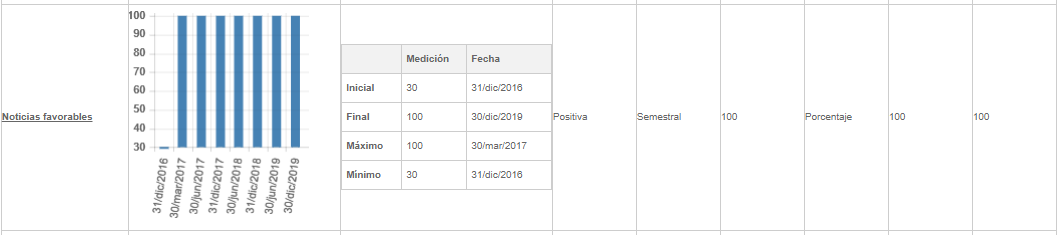 100
90
80
70
60
50
40
30
31/dic/2016
30/mar/2017
30/jun/2017
31/dic/2017
30/jun/2018
31/dic/2018
30/jun/2019
30/dic/2019
Noticias favorables
Medición Fecha
Inicial 30 31/dic/2016
Final 100 30/dic/2019
Máximo 100 30/mar/2017
Mínimo 30 31/dic/2016
Positiva Semestral 100 Porcentaje 100 100